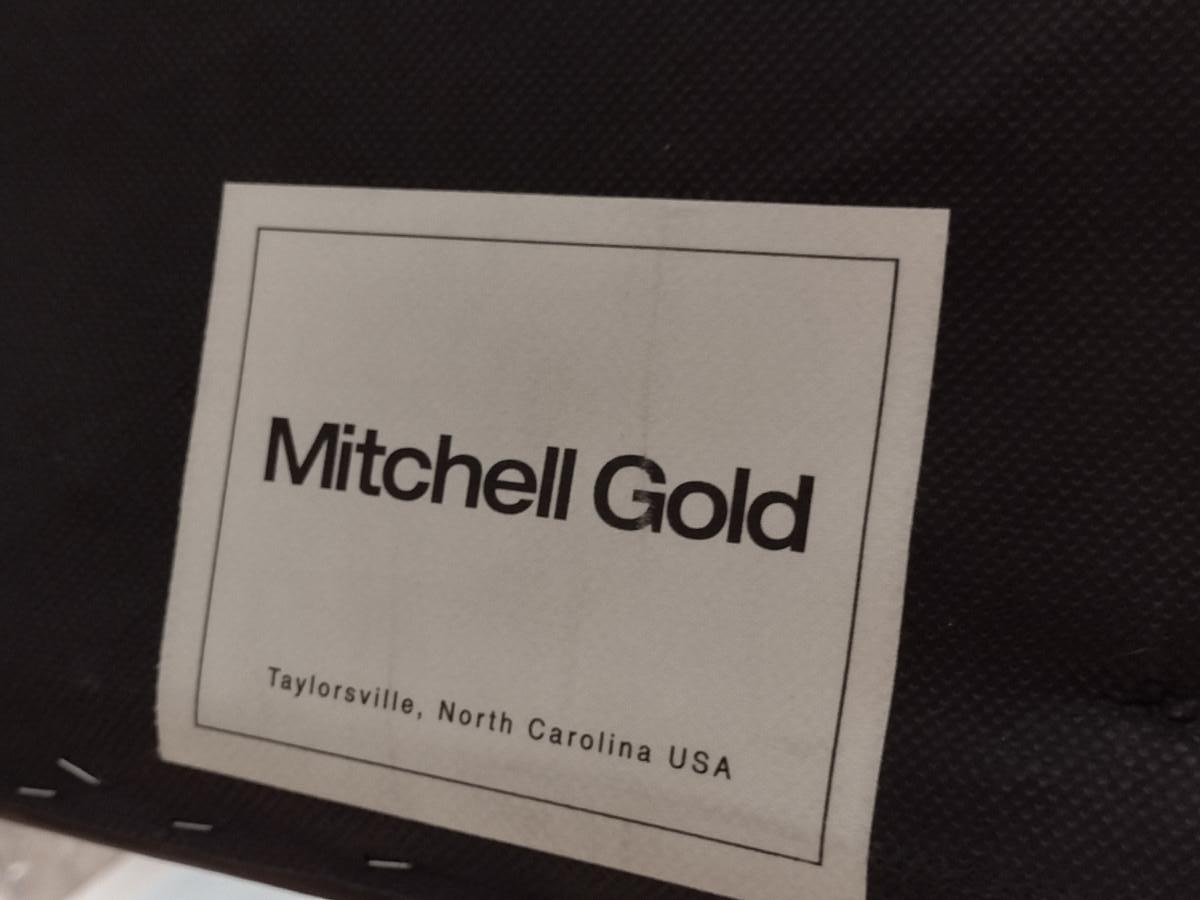 Mitchell Gold
Taylorsville, North Carolina USA